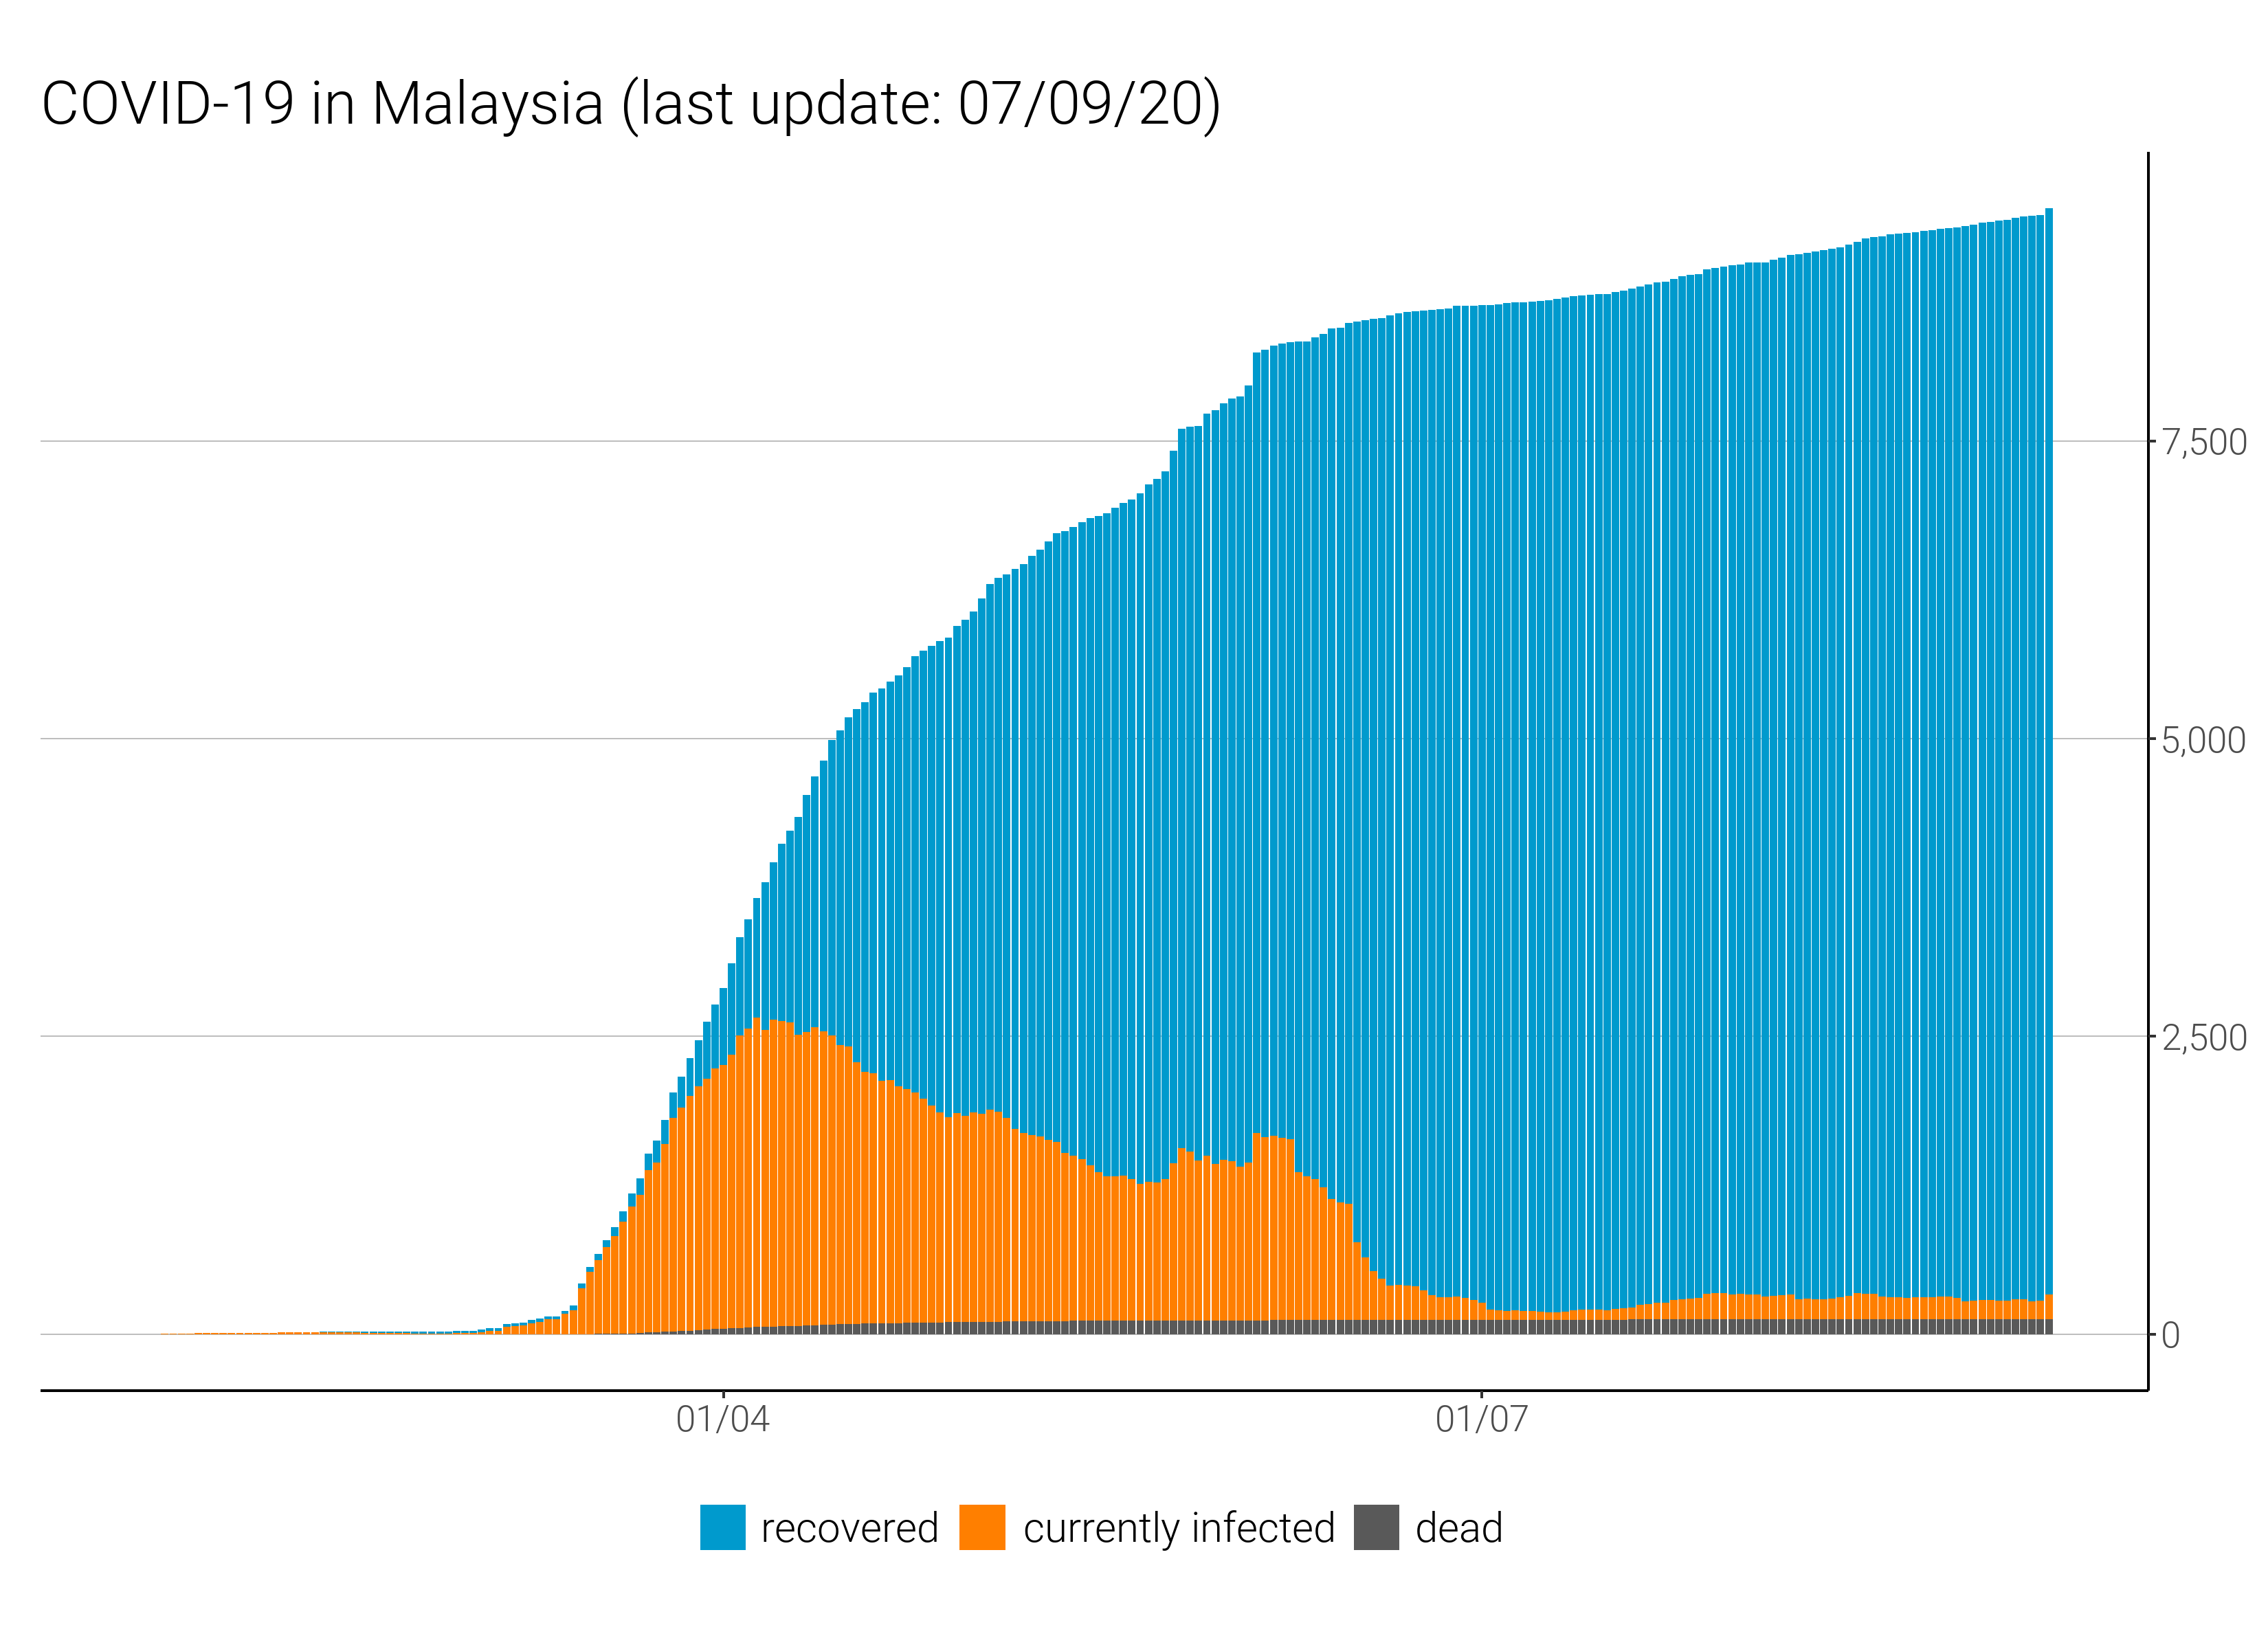 COVID-19 in Malaysia (last update: 07/09/20)
7,500
5,000
2,500
0
01/04 01/07
recovered currently infected dead